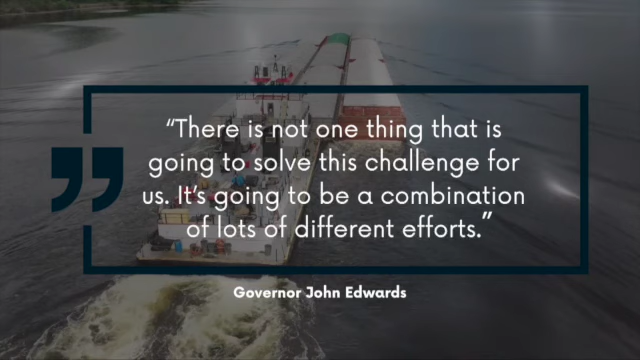 “There is not one thing that is
going to solve this challenge for
us. It’s going to be a combination
of lots of different efforts.”
Governor John Edwards